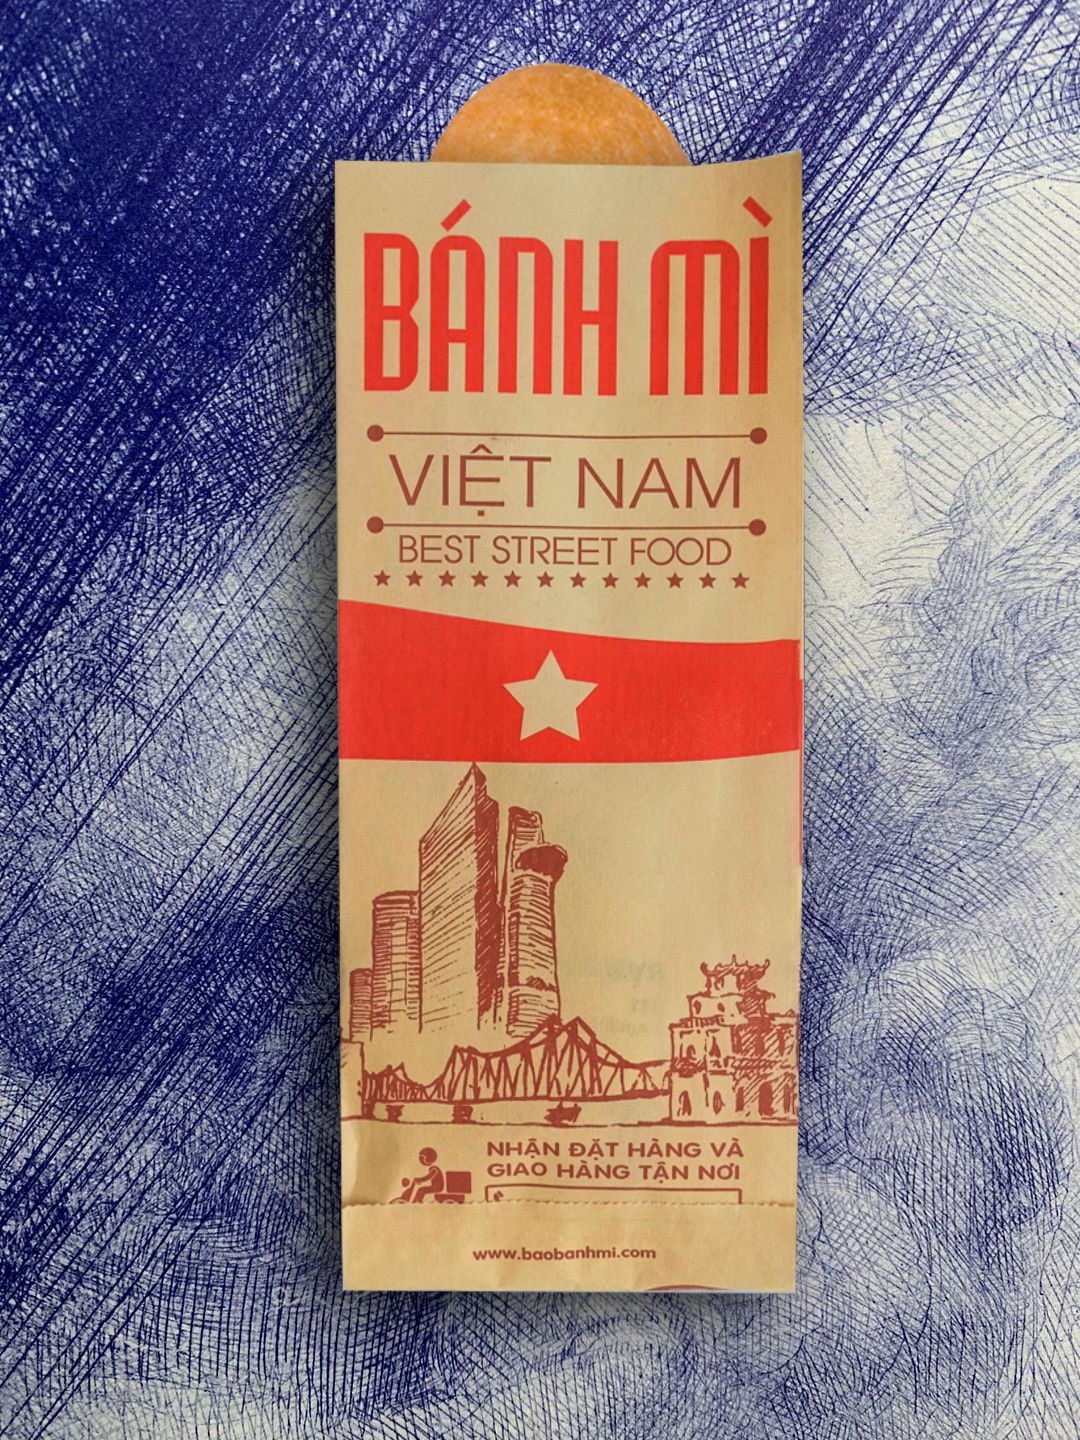 BÁNH MÌ
VIỆT NAM
BEST STREET FOOD
NHẬN ĐẶT HÀNG VÀ
GIAO HÀNG TẬN NƠI
www.baobanhmi.com